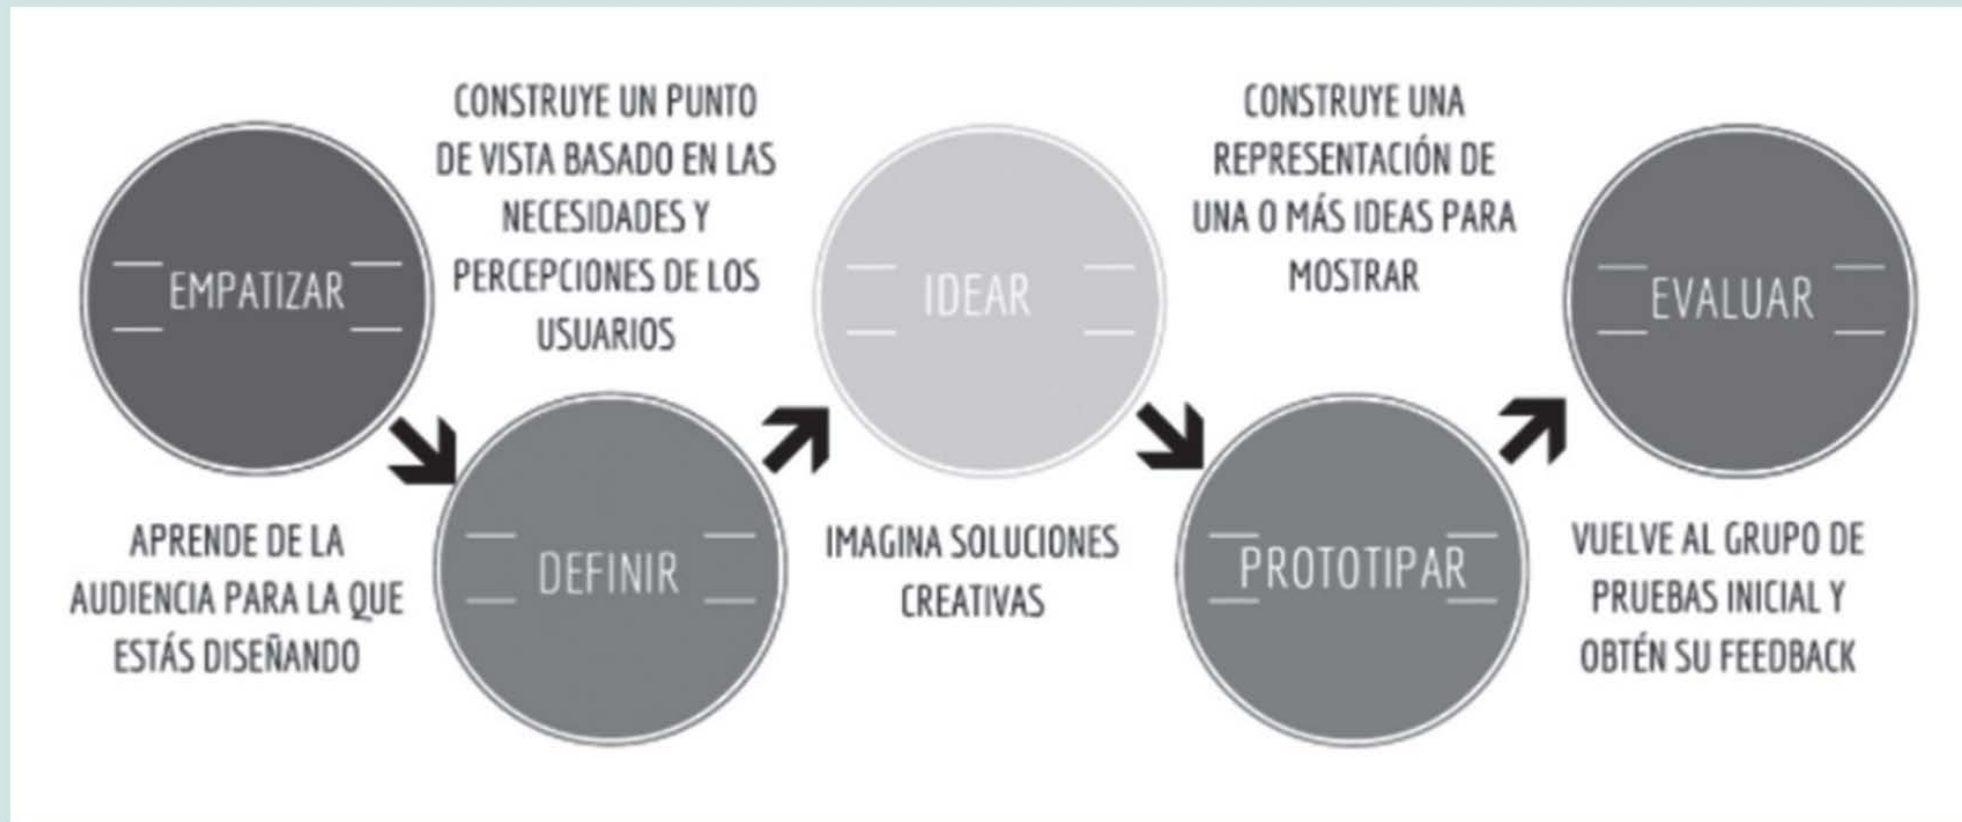 EMPATIZAR
APRENDE DE LA
AUDIENCIA PARA LA QUE
ESTÁS DISEÑANDO
CONSTRUYE UN PUNTO
DE VISTA BASADO EN LAS
NECESIDADES Y
PERCEPCIONES DE LOS
USUARIOS
DEFINIR
IDEAR
IMAGINA SOLUCIONES
CREATIVAS
CONSTRUYE UNA
REPRESENTACIÓN DE
UNA O MÁS IDEAS PARA
MOSTRAR
PROTOTIPAR
EVALUAR
VUELVE AL GRUPO DE
PRUEBAS INICIAL Y
OBTÉN SU FEEDBACK